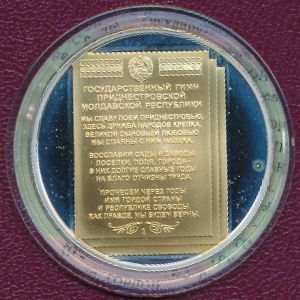 ГОСУДАРСТВЕННЫЙ ГИМН
ПРИДНЕСТРОВСКОЙ
МОЛДАВСКОЙ РЕСПУБЛИКИ
МЫ СЛАВУ ПОЕМ ПРИДНЕСТРОВЬЮ,
ЗДЕСЬ ДРУЖБА НАРОДОВ КРЕПКА,
ВЕЛИКОЙ СЫНОВЬЕЙ ЛЮБОВЬЮ
МЫ СПАЯНЫ С НИМ НАВЕКА.
ВОССЛАВИМ САДЫ И ЗАВОДЫ,
ПОСЕЛКИ, ПОЛЯ, ГОРОДА-
В НИХ ДОЛГИЕ СЛАВНЫЕ ГОДЫ
НА БЛАГО ОТЧИЗНЫ ТРУДА.
ПРОНЕСЕМ ЧЕРЕЗ ГОДЫ
ИМЯ ГОРДОЙ СТРАНЫ
И РЕСПУБЛИКЕ СВОБОДЫ
КАК ПРАВДЕ, МЫ БУДЕМ ВЕРНЫ.
1